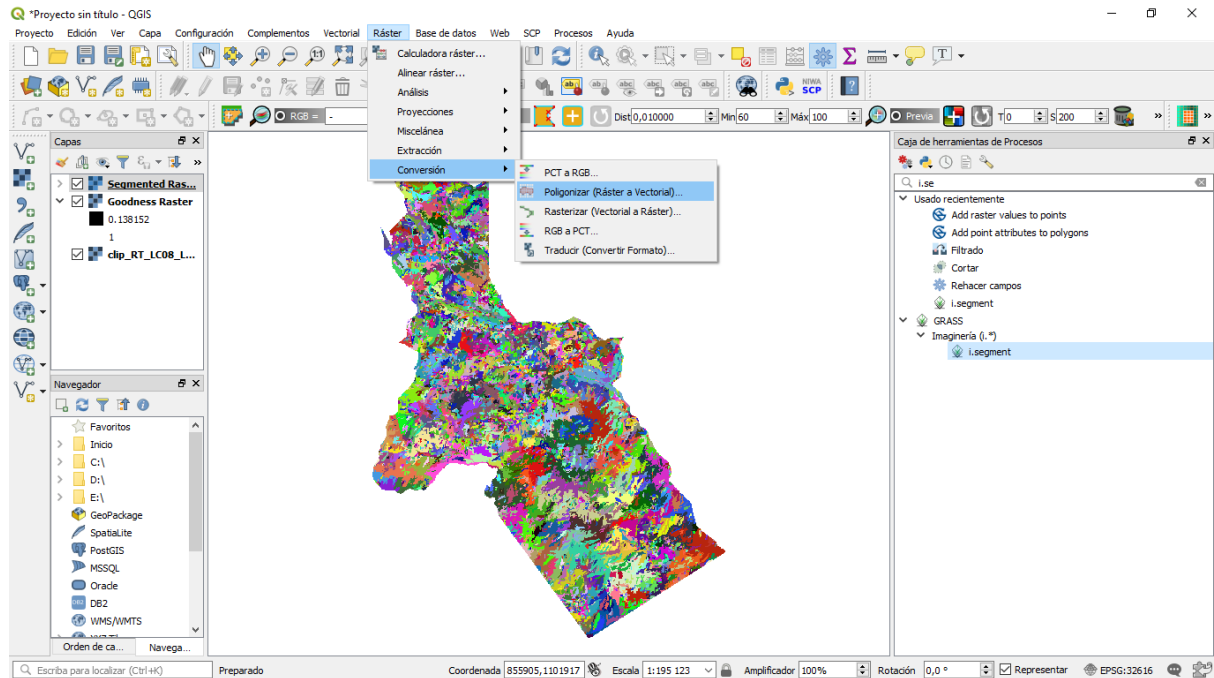 *Proyecto sin título - QGIS
Proyecto Edición Ver Capa Configuración Complementos Vectorial Ráster Base de datos Web SCP Procesos Ayuda
Calculadora ráster...
Alinear ráster...
Análisis
Proyecciones
Miscelánea
Extracción
Conversión
PCT a RGB...
Poligonizar (Ráster a Vectorial)...
Rasterizar (Vectorial a Ráster)...
RGB a PCT...
Traducir (Convertir Formato)...
NIWA
SCP
RGB = -
Dist 0,010000 Min 60 Máx 100 Previa T 0 S 200
Capas
Segmented Ras...
Goodness Raster
0.138152
1
clip_RT_LC08_L...
Navegador
Favoritos
Inicio
C:\
D:\
E:\
GeoPackage
SpatiaLite
PostGIS
MSSQL
Oracle
DB2
WMS/WMTS
Orden de ca... Navega...
Caja de herramientas de Procesos
i.se
Usado recientemente
Add raster values to points
Add point attributes to polygons
Filtrado
Cortar
Rehacer campos
i.segment
GRASS
Imaginería (i.*)
i.segment
Escriba para localizar (Ctrl+K) Preparado Coordenada 855905,1101917 Escala 1:195 123 Amplificador 100% Rotación 0,0 ° Representar EPSG:32616